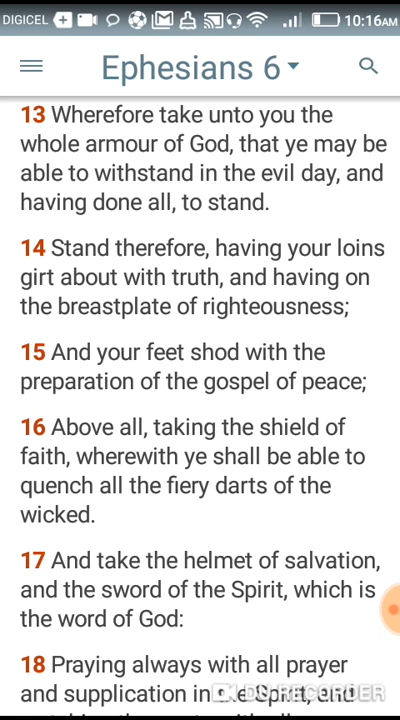 DIGICEL 10:16AM
Ephesians 6
13 Wherefore take unto you the
whole armour of God, that ye may be
able to withstand in the evil day, and
having done all, to stand.
14 Stand therefore, having your loins
girt about with truth, and having on
the breastplate of righteousness;
15 And your feet shod with the
preparation of the gospel of peace;
16 Above all, taking the shield of
faith, wherewith ye shall be able to
quench all the fiery darts of the
wicked.
17 And take the helmet of salvation,
and the sword of the Spirit, which is
the word of God:
18 Praying always with all prayer
and supplication in the Spirit, and
DU RECORDER